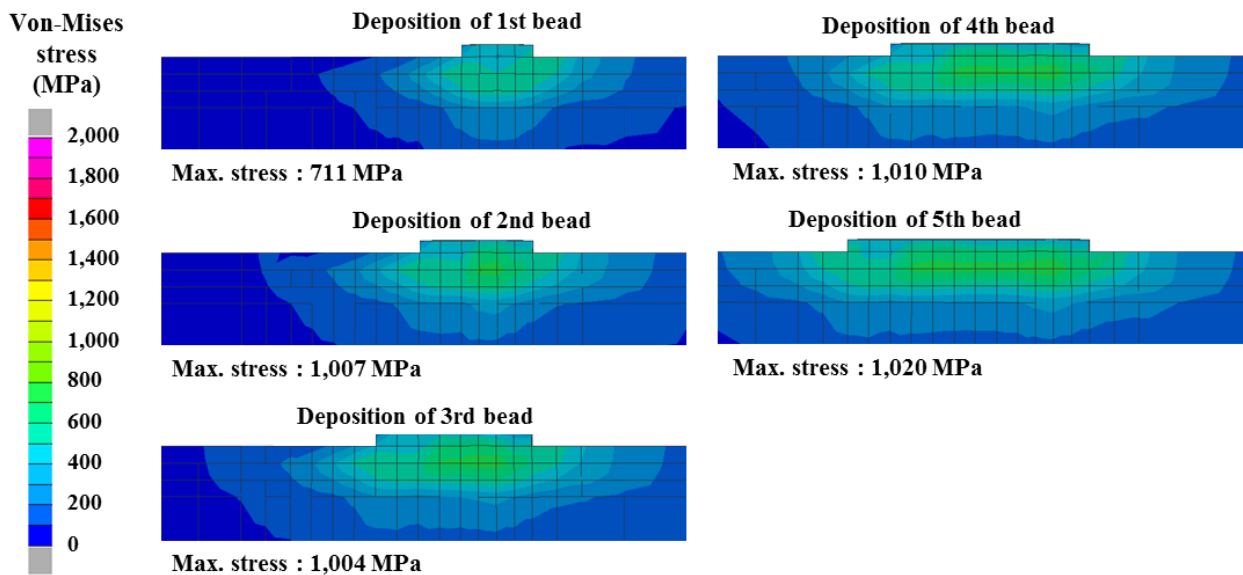 Von-Mises
stress
(MPa)
2,000
1,800
1,600
1,400
1,200
1,000
800
600
400
200
0
Deposition of 1st bead
Max. stress : 711 MPa
Deposition of 2nd bead
Max. stress : 1,007 MPa
Deposition of 3rd bead
Max. stress : 1,004 MPa
Deposition of 4th bead
Max. stress : 1,010 MPa
Deposition of 5th bead
Max. stress : 1,020 MPa